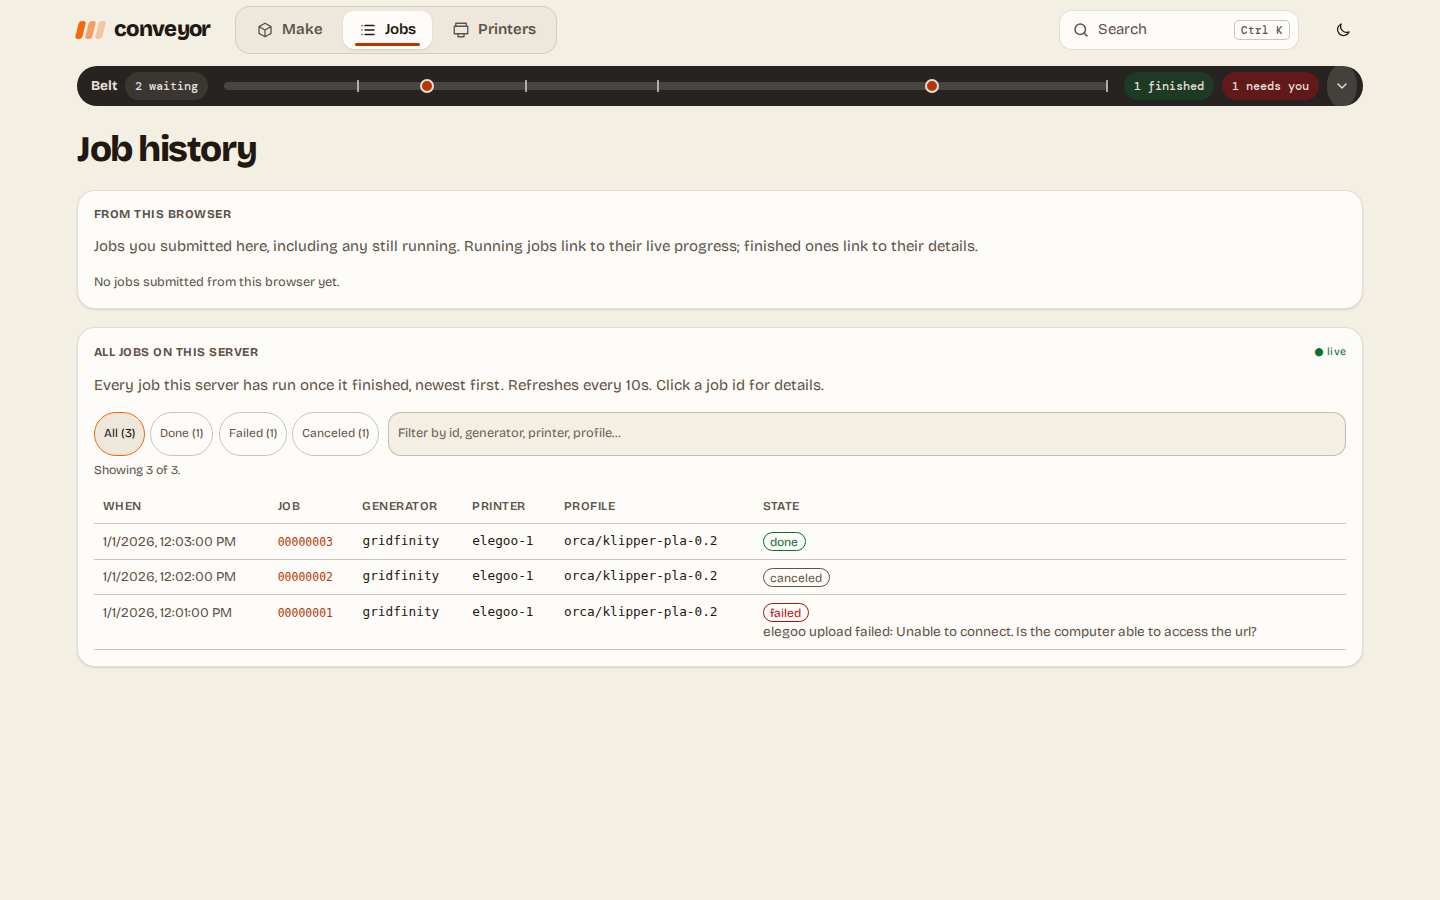 conveyor
Make
Jobs
Printers
Search
Ctrl K
Belt
2 waiting
1 finished
1 needs you
Job history
FROM THIS BROWSER
Jobs you submitted here, including any still running. Running jobs link to their live progress; finished ones link to their details.
No jobs submitted from this browser yet.
ALL JOBS ON THIS SERVER
live
Every job this server has run once it finished, newest first. Refreshes every 10s. Click a job id for details.
All (3)
Done (1)
Failed (1)
Canceled (1)
Filter by id, generator, printer, profile...
Showing 3 of 3.
WHEN JOB GENERATOR PRINTER PROFILE STATE
1/1/2026, 12:03:00 PM 00000003 gridfinity elegoo-1 orca/klipper-pla-0.2 done
1/1/2026, 12:02:00 PM 00000002 gridfinity elegoo-1 orca/klipper-pla-0.2 canceled
1/1/2026, 12:01:00 PM 00000001 gridfinity elegoo-1 orca/klipper-pla-0.2 failed
elegoo upload failed: Unable to connect. Is the computer able to access the url?